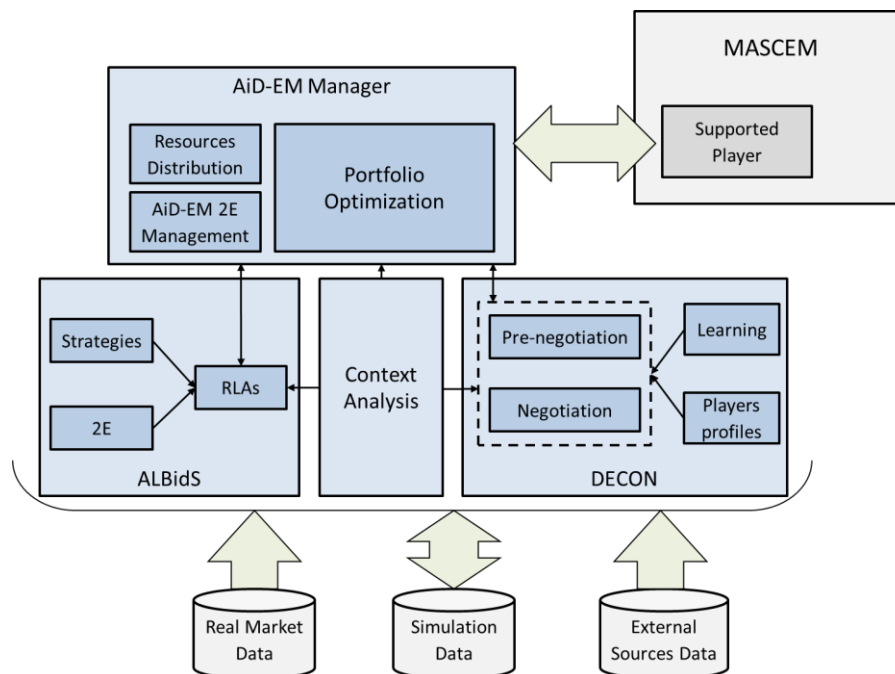 MASCEM
Supported
Player
AiD-EM Manager
Resources
Distribution
AiD-EM 2E
Management
Portfolio
Optimization
Strategies
2E
RLAs
ALBidS
Context
Analysis
Pre-negotiation
Negotiation
Learning
Players
profiles
DECON
Real Market
Data
Simulation
Data
External
Sources Data